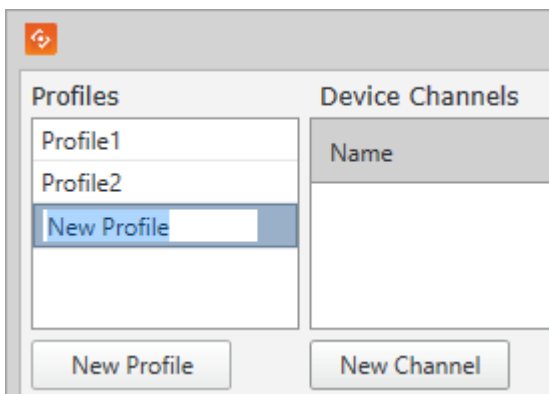 Profiles
Profile1
Profile2
New Profile
New Profile
Device Channels
Name
New Channel